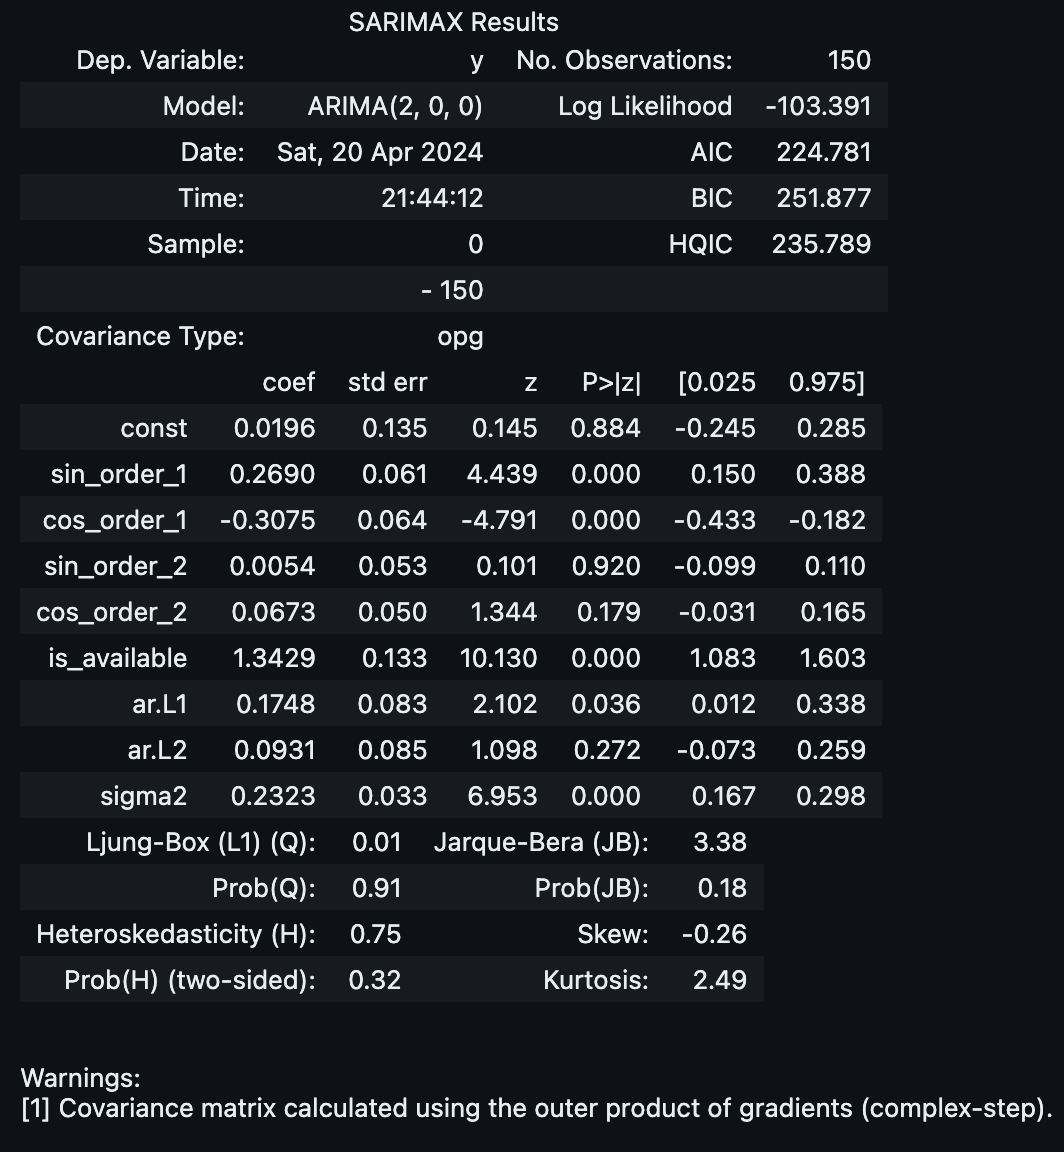 SARIMAX Results
Dep. Variable: y No. Observations: 150
Model: ARIMA(2, 0, 0) Log Likelihood -103.391
Date: Sat, 20 Apr 2024 AIC 224.781
Time: 21:44:12 BIC 251.877
Sample: 0 HQIC 235.789
- 150
Covariance Type: opg
coef std err z P>|z| [0.025 0.975]
const 0.0196 0.135 0.145 0.884 -0.245 0.285
sin_order_1 0.2690 0.061 4.439 0.000 0.150 0.388
cos_order_1 -0.3075 0.064 -4.791 0.000 -0.433 -0.182
sin_order_2 0.0054 0.053 0.101 0.920 -0.099 0.110
cos_order_2 0.0673 0.050 1.344 0.179 -0.031 0.165
is_available 1.3429 0.133 10.130 0.000 1.083 1.603
ar.L1 0.1748 0.083 2.102 0.036 0.012 0.338
ar.L2 0.0931 0.085 1.098 0.272 -0.073 0.259
sigma2 0.2323 0.033 6.953 0.000 0.167 0.298
Ljung-Box (L1) (Q): 0.01 Jarque-Bera (JB): 3.38
Prob(Q): 0.91 Prob(JB): 0.18
Heteroskedasticity (H): 0.75 Skew: -0.26
Prob(H) (two-sided): 0.32 Kurtosis: 2.49
Warnings:
[1] Covariance matrix calculated using the outer product of gradients (complex-step).